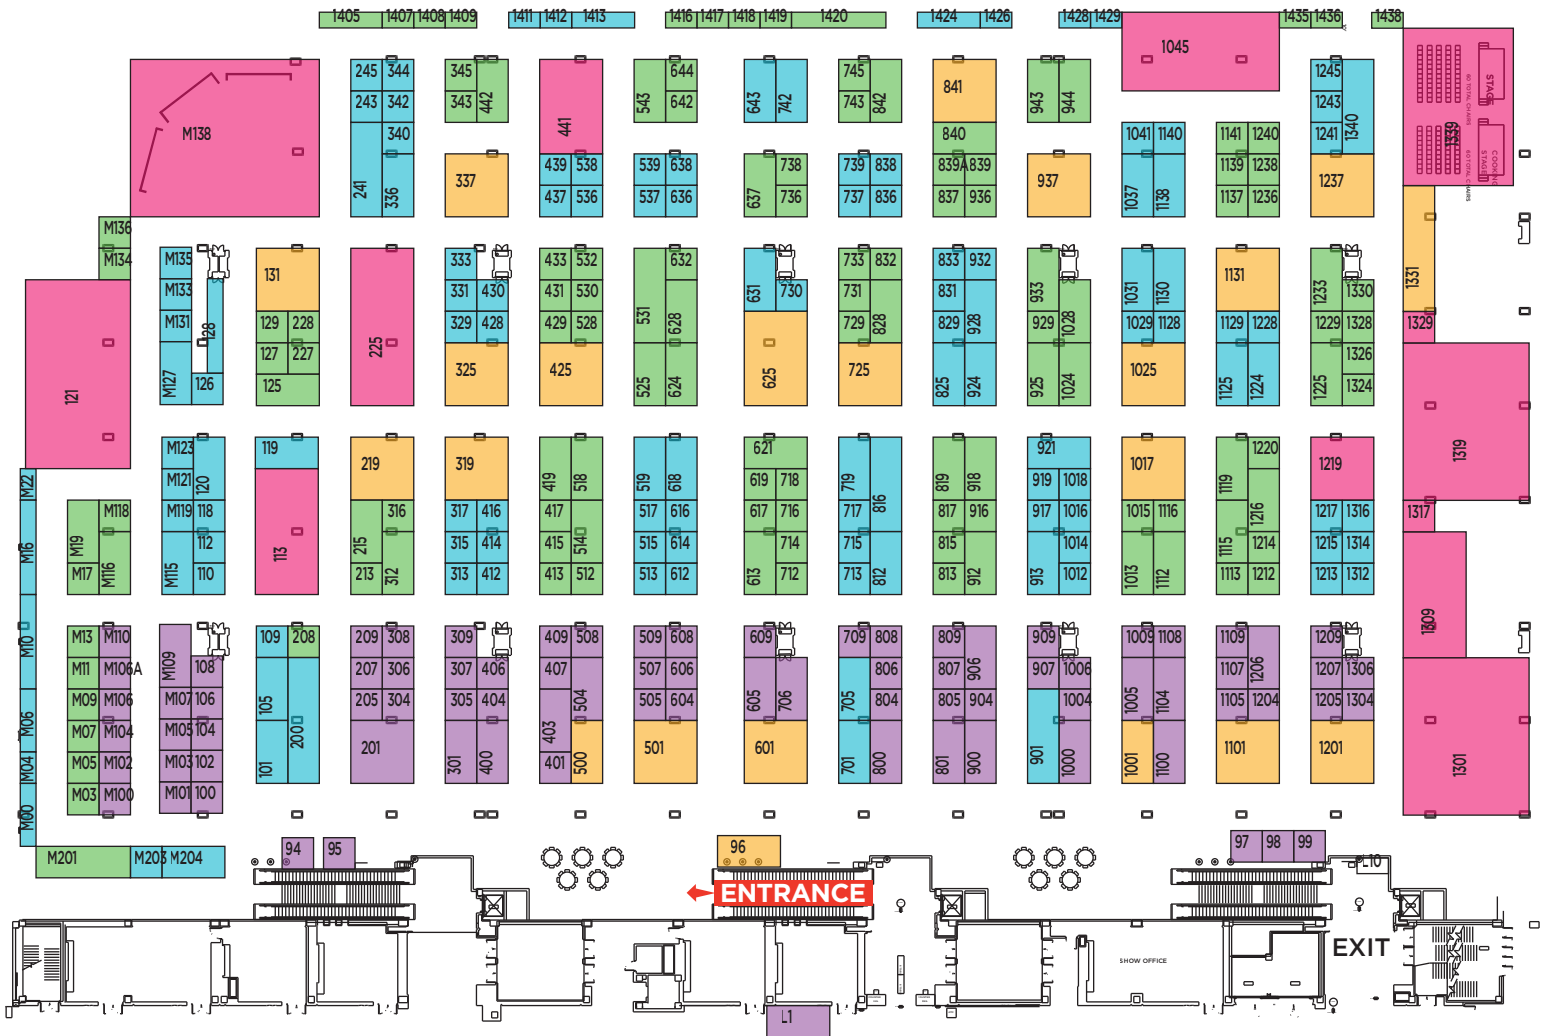 1405 1407 1408 1409 1411 1412 1413 1416 1417 1418 1419 1420 1424 1426 1428 1429 1435 1436 1438
1045
M138
245 344 345 442 441 543 644 643 742 745 842 841 943 944 1245 1340
243 342 343 642 743 1243
STAGE
60 TOTAL CHAIRS
1339
COOKING STAGE
60 TOTAL CHAIRS
340 840 1041 1140 1141 1240 1241
241 336 337 439 538 539 638 637 738 739 838 839A 839 937 1037 1138 1139 1238 1237
437 536 537 636 736 737 836 837 936 1137 1236
M136
M134 M135 131 333 433 532 632 631 733 832 833 932 933 1031 1130 1131 1233 1331
M133 128 331 430 431 530 531 628 730 731 828 831 928 1028 1330
M131 129 228 225 329 428 429 528 729 829 929 1029 1128 1129 1228 1229 1328 1329
121 M127 126 127 227 325 425 525 624 625 725 825 924 925 1024 1025 1125 1224 1225 1326
125 1324
M22 M123 120 119 219 319 419 518 519 618 621 719 816 819 918 921 1017 1119 1220 1219 1319
M121 619 718 919 1018 1216
M16 M19 M118 M119 118 113 215 316 317 416 417 514 517 616 617 716 717 817 916 917 1016 1015 1116 1115 1217 1316 1317
M116 M115 112 312 315 414 415 515 614 613 714 715 812 815 912 913 1014 1013 1112 1214 1215 1314
M17 110 213 313 412 413 512 513 612 712 713 813 1012 1113 1212 1213 1312
M10 M13 M110 M109 109 208 209 308 309 409 508 509 608 609 709 808 809 906 909 1009 1108 1109 1206 1209 1309
M11 M106A 108 105 200 207 306 307 406 407 504 507 606 605 706 705 806 807 907 1006 1005 1104 1107 1207 1306
M06 M09 M106 M107 106 205 304 305 404 403 505 604 804 805 904 1004 1105 1204 1205 1304
M07 M104 M105 104 101 201 301 400 500 501 601 701 800 801 900 901 1000 1001 1100 1101 1201 1301
M04 M05 M102 M103 102 401
M00 M03 M100 M101 100
M201 M203 M204 94 95 96 97 98 99 L10
ENTRANCE
EXIT
SHOW OFFICE
L1